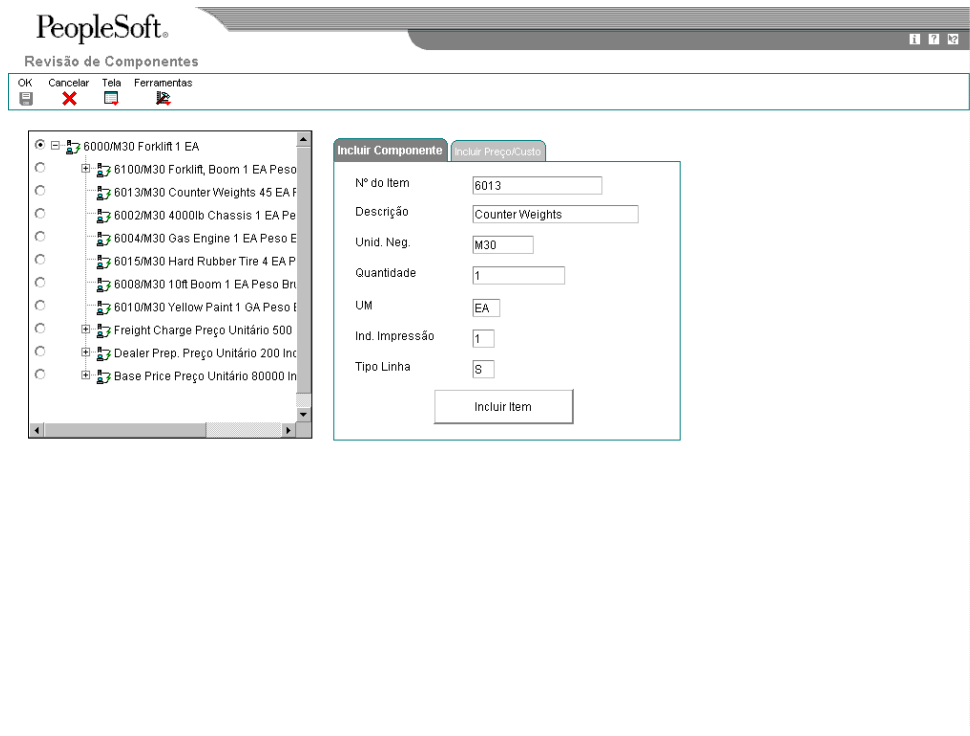 PeopleSoft.
Revisão de Componentes
OK Cancelar Tela Ferramentas
6000/M30 Forklift 1 EA
6100/M30 Forklift, Boom 1 EA Peso
6013/M30 Counter Weights 45 EA
6002/M30 4000lb Chassis 1 EA Pe
6004/M30 Gas Engine 1 EA Peso
6015/M30 Hard Rubber Tire 4 EA P
6008/M30 10ft Boom 1 EA Peso Bru
6010/M30 Yellow Paint 1 GA Peso
Freight Charge Preço Unitário 500
Dealer Prep. Preço Unitário 200 Inc
Base Price Preço Unitário 80000 In
Incluir Componente Incluir Preço/Custo
Nº do Item 6013
Descrição Counter Weights
Unid. Neg. M30
Quantidade 1
UM EA
Ind. Impressão 1
Tipo Linha S
Incluir Item